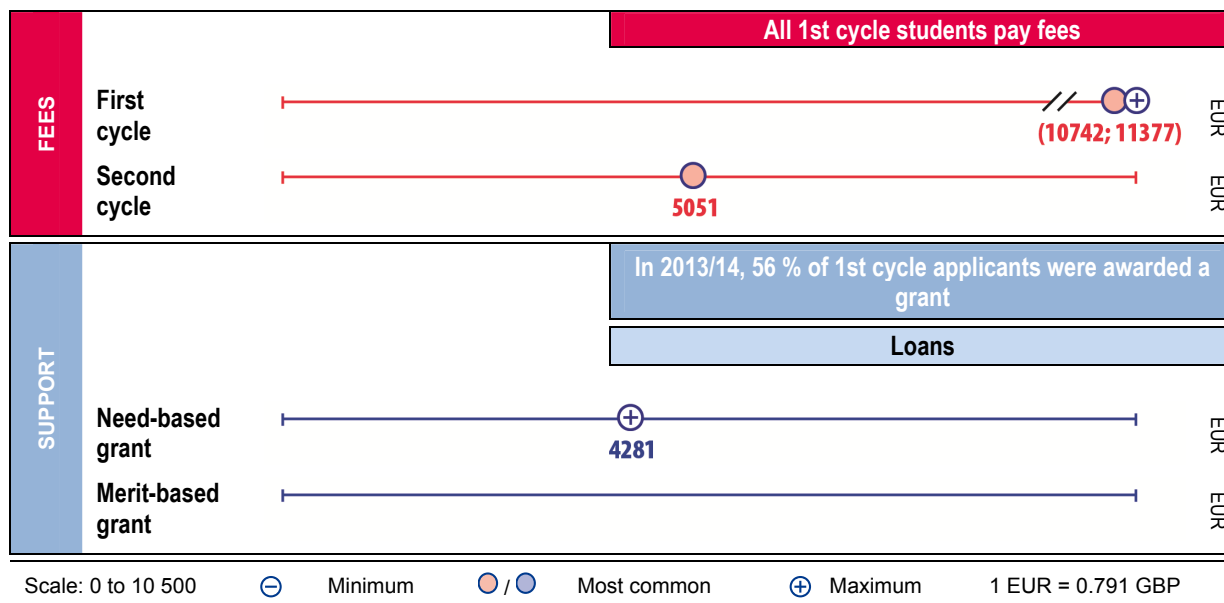 All 1st cycle students pay fees
FEES
First
cycle
(10742; 11377)
EUR
Second
cycle
5051
EUR
In 2013/14, 56 % of 1st cycle applicants were awarded a
grant
Loans
SUPPORT
Need-based
grant
4281
EUR
Merit-based
grant
EUR
Scale: 0 to 10 500 Minimum / Most common Maximum 1 EUR = 0.791 GBP